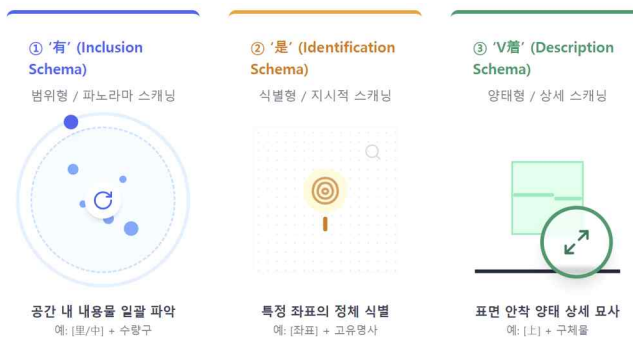 ① ‘有’ (Inclusion
Schema)
범위형 / 파노라마 스캐닝
공간 내 내용물 일괄 파악
예: [里/中] + 수량구
② ‘是’ (Identification
Schema)
식별형 / 지시적 스캐닝
특정 좌표의 정체 식별
예: [좌표] + 고유명사
③ ‘V着’ (Description
Schema)
양태형 / 상세 스캐닝
표면 안착 양태 상세 묘사
예: [上] + 구체물